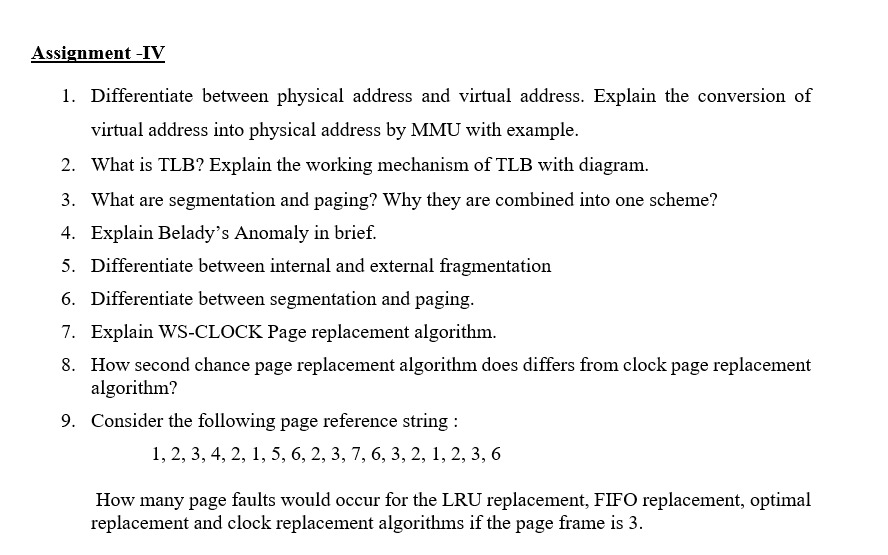 Assignment -IV
1. Differentiate between physical address and virtual address. Explain the conversion of
virtual address into physical address by MMU with example.
2. What is TLB? Explain the working mechanism of TLB with diagram.
3. What are segmentation and paging? Why they are combined into one scheme?
4. Explain Belady’s Anomaly in brief.
5. Differentiate between internal and external fragmentation
6. Differentiate between segmentation and paging.
7. Explain WS-CLOCK Page replacement algorithm.
8. How second chance page replacement algorithm does differs from clock page replacement
algorithm?
9. Consider the following page reference string :
1, 2, 3, 4, 2, 1, 5, 6, 2, 3, 7, 6, 3, 2, 1, 2, 3, 6
How many page faults would occur for the LRU replacement, FIFO replacement, optimal
replacement and clock replacement algorithms if the page frame is 3.